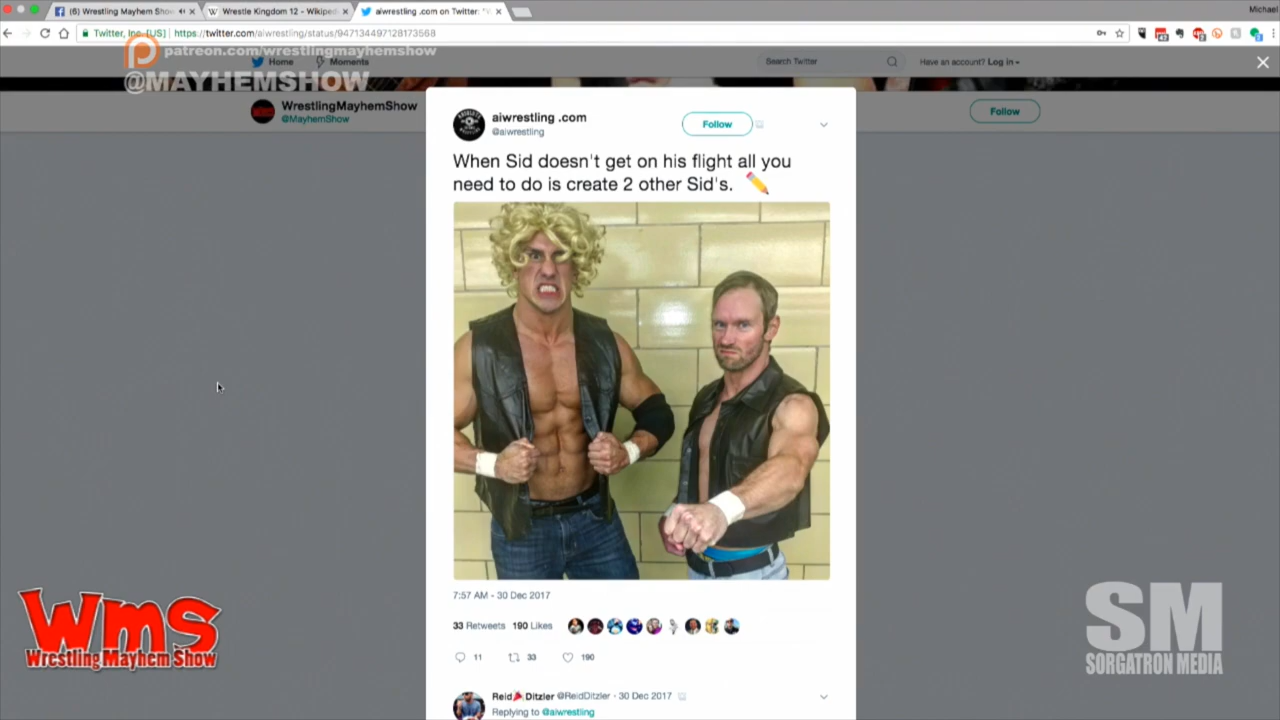 (6) Wrestling Mayhem Sho
Wrestle Kingdom 12 - Wikiped
aiwrestling .com on Twitter: "
Michael
Twitter, Inc. [US]
https://twitter.com/aiwrestling/status/947134497128173568
patreon.com/wrestlingmayhemshow
@MAYHEMSHOW
Home
Moments
Search Twitter
Have an account? Log in
WrestlingMayhemShow
@MayhemShow
Follow
aiwrestling .com
@aiwrestling
Follow
When Sid doesn't get on his flight all you
need to do is create 2 other Sid's.
7:57 AM - 30 Dec 2017
33 Retweets 190 Likes
11
33
190
Reid Ditzler @ReidDitzler · 30 Dec 2017
Replying to @aiwrestling
WMS
Wrestling Mayhem Show
SM
SORGATRON MEDIA